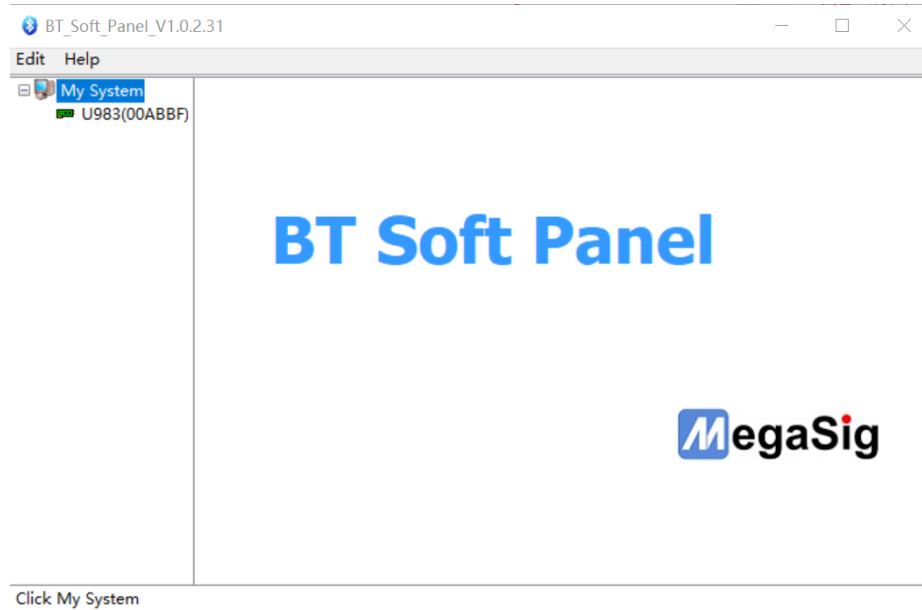 BT_Soft_Panel_V1.0.2.31
Edit Help
My System
U983(00ABBF)
BT Soft Panel
MegaSig
Click My System